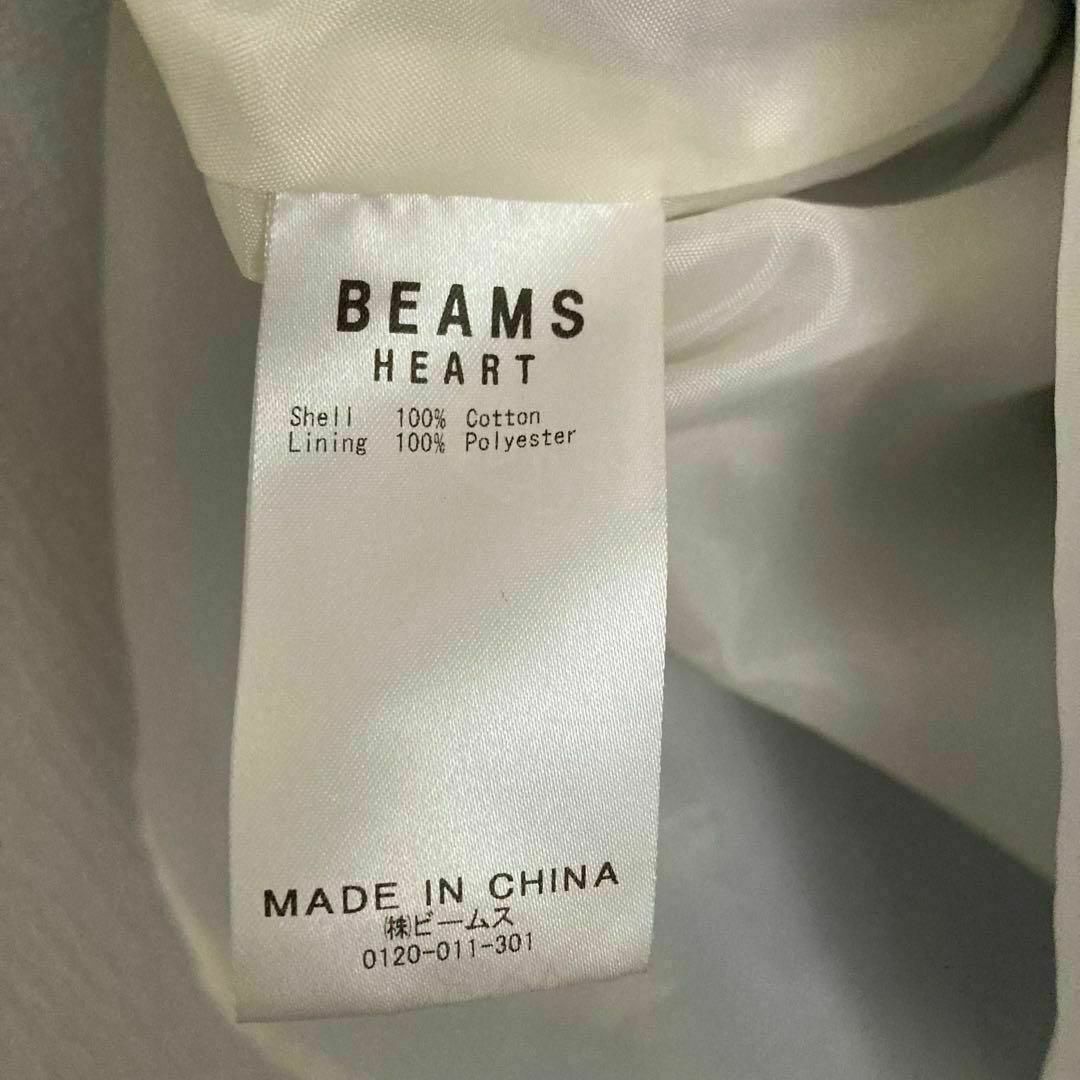 BEAMS
HEART
Shell 100% Cotton
Lining 100% Polyester
MADE IN CHINA
㈱ビームス
0120-011-301